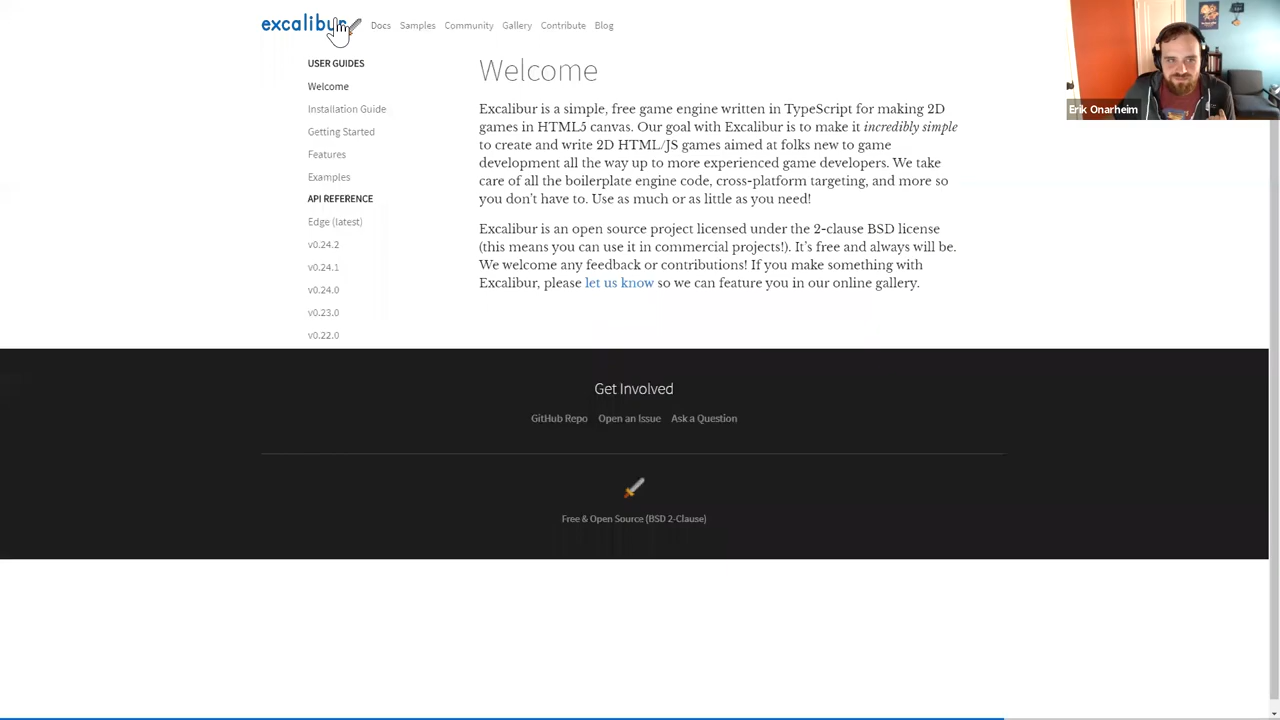 excalibur
Docs Samples Community Gallery Contribute Blog
Erik Onarheim
USER GUIDES
Welcome
Installation Guide
Getting Started
Features
Examples
API REFERENCE
Edge (latest)
v0.24.2
v0.24.1
v0.24.0
v0.23.0
v0.22.0
Welcome
Excalibur is a simple, free game engine written in TypeScript for making 2D
games in HTML5 canvas. Our goal with Excalibur is to make it incredibly simple
to create and write 2D HTML/JS games aimed at folks new to game
development all the way up to more experienced game developers. We take
care of all the boilerplate engine code, cross-platform targeting, and more so
you don't have to. Use as much or as little as you need!
Excalibur is an open source project licensed under the 2-clause BSD license
(this means you can use it in commercial projects!). It's free and always will be.
We welcome any feedback or contributions! If you make something with
Excalibur, please let us know so we can feature you in our online gallery.
Get Involved
GitHub Repo Open an Issue Ask a Question
Free & Open Source (BSD 2-Clause)